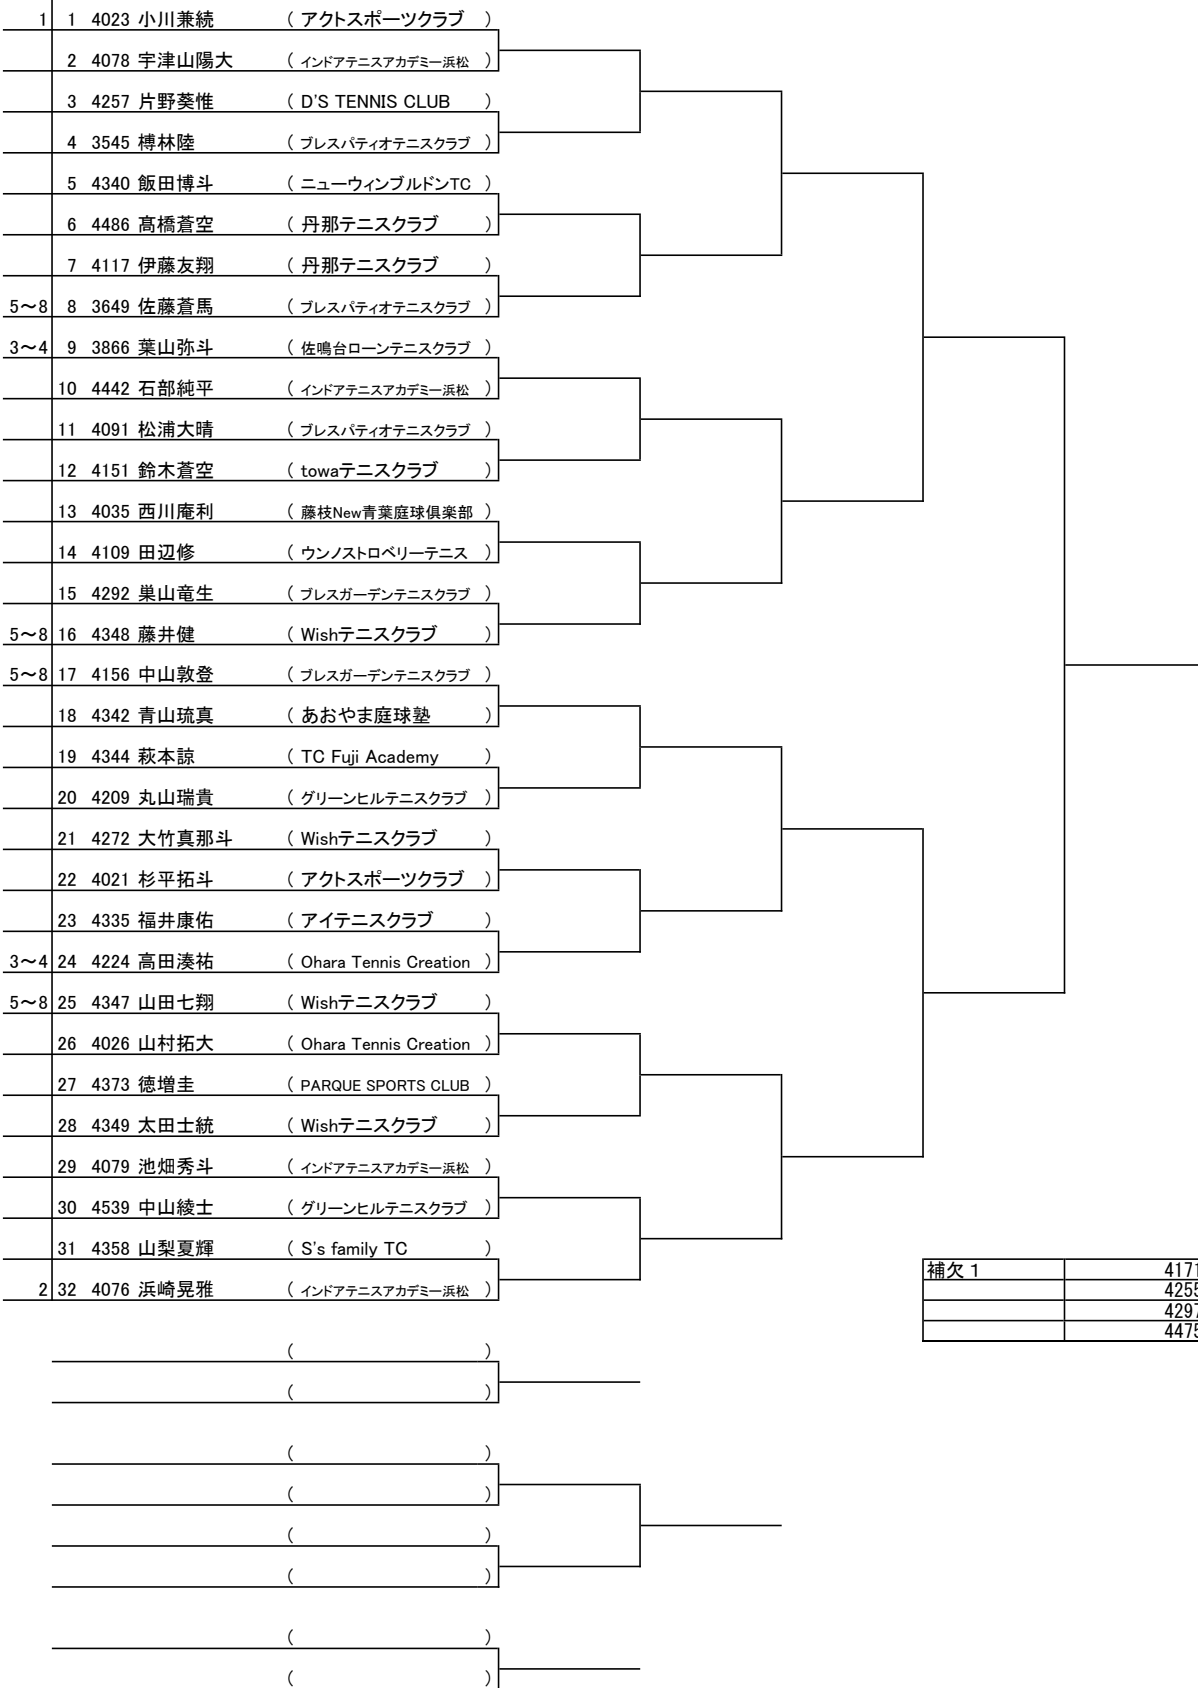 1 1 4023 小川兼続 ( アクトスポーツクラブ )
2 4078 宇津山陽大 ( インドアテニスアカデミー浜松 )
3 4257 片野葵惟 ( D'S TENNIS CLUB )
4 3545 榑林陸 ( ブレスパティオテニスクラブ )
5 4340 飯田博斗 ( ニューウィンブルドンTC )
6 4486 髙橋蒼空 ( 丹那テニスクラブ )
7 4117 伊藤友翔 ( 丹那テニスクラブ )
5～8 8 3649 佐藤蒼馬 ( ブレスパティオテニスクラブ )
3～4 9 3866 葉山弥斗 ( 佐鳴台ローンテニスクラブ )
10 4442 石部純平 ( インドアテニスアカデミー浜松 )
11 4091 松浦大晴 ( ブレスパティオテニスクラブ )
12 4151 鈴木蒼空 ( towaテニスクラブ )
13 4035 西川庵利 ( 藤枝New青葉庭球倶楽部 )
14 4109 田辺修 ( ウンノストロベリーテニス )
15 4292 巣山竜生 ( ブレスガーデンテニスクラブ )
5～8 16 4348 藤井健 ( Wishテニスクラブ )
5～8 17 4156 中山敦登 ( ブレスガーデンテニスクラブ )
18 4342 青山琉真 ( あおやま庭球塾 )
19 4344 萩本諒 ( TC Fuji Academy )
20 4209 丸山瑞貴 ( グリーンヒルテニスクラブ )
21 4272 大竹真那斗 ( Wishテニスクラブ )
22 4021 杉平拓斗 ( アクトスポーツクラブ )
23 4335 福井康佑 ( アイテニスクラブ )
3～4 24 4224 高田湊祐 ( Ohara Tennis Creation )
5～8 25 4347 山田七翔 ( Wishテニスクラブ )
26 4026 山村拓大 ( Ohara Tennis Creation )
27 4373 徳増圭 ( PARQUE SPORTS CLUB )
28 4349 太田士統 ( Wishテニスクラブ )
29 4079 池畑秀斗 ( インドアテニスアカデミー浜松 )
30 4539 中山綾士 ( グリーンヒルテニスクラブ )
31 4358 山梨夏輝 ( S's family TC )
2 32 4076 浜崎晃雅 ( インドアテニスアカデミー浜松 )
補欠 1 4171
4255
4297
4475
( )
( )
( )
( )
( )
( )
( )
( )